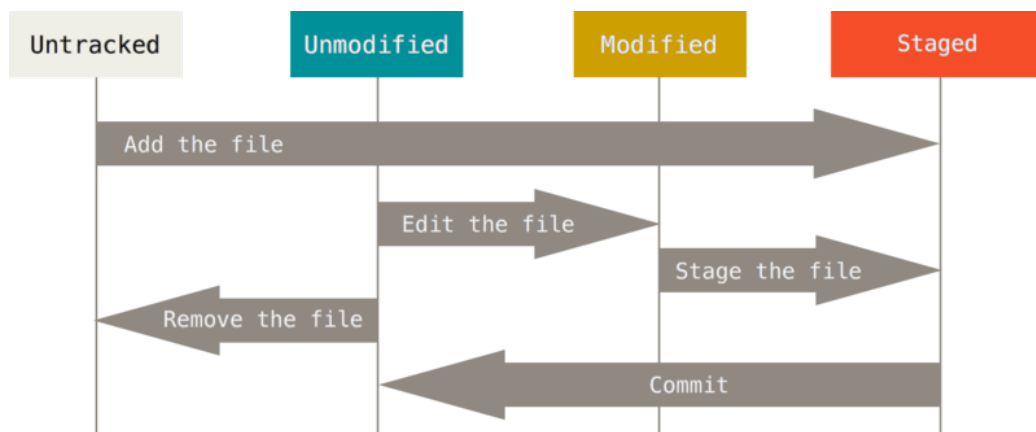 Untracked
Unmodified
Modified
Staged
Add the file
Edit the file
Stage the file
Remove the file
Commit